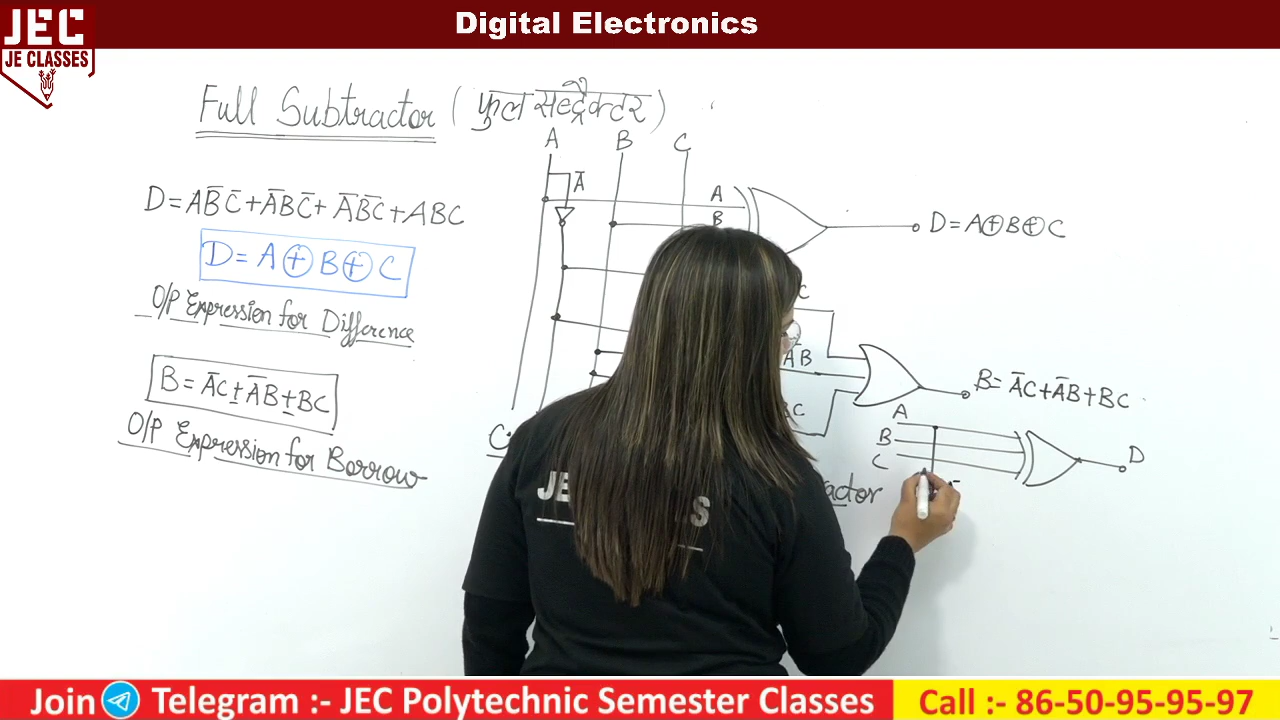 Digital Electronics
JEC
JE CLASSES
Full Subtractor (फुल सब्ट्रैक्टर)
A B C
Ā
D = AB̄C̄ + ĀBC̄ + ĀB̄C + ABC
A
B
D = A⊕B⊕C
D = A ⊕ B ⊕ C
O/P Expression for Difference
C
AB
B = ĀC + ĀB + BC
B = ĀC + ĀB + BC
O/P Expression for Borrow
A
B
C
D
JE
Join Telegram :- JEC Polytechnic Semester Classes
Call :- 86-50-95-95-97